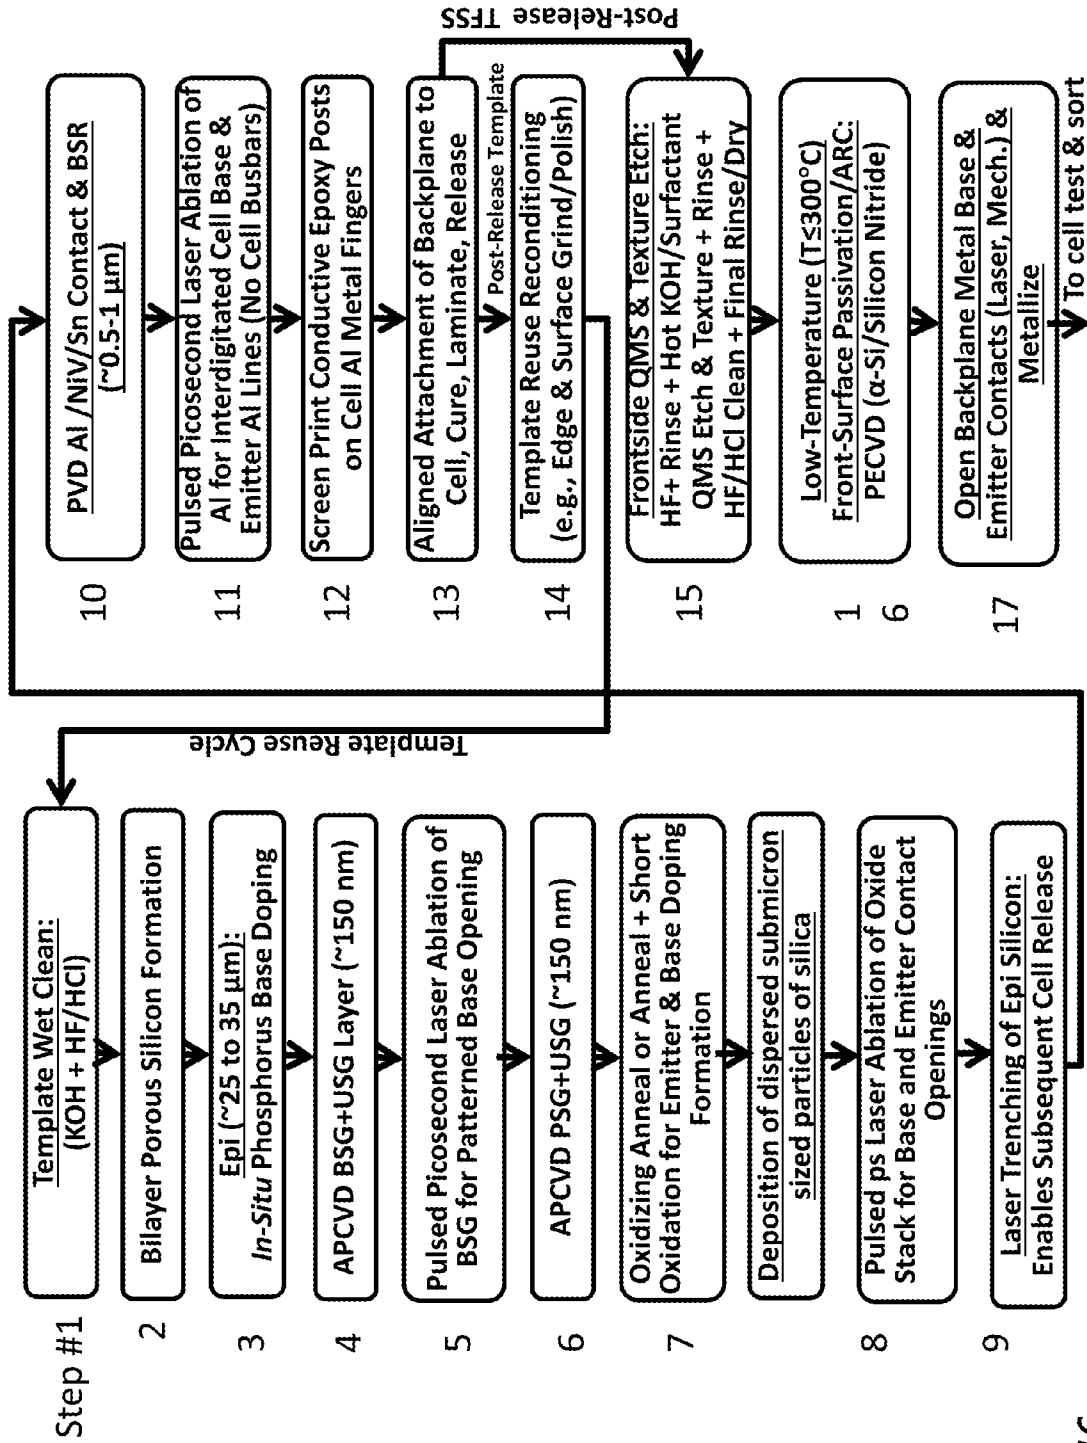 Step #1
Template Wet Clean:
(KOH + HF/HCl)
2
Bilayer Porous Silicon Formation
3
Epi (~25 to 35 µm):
In-Situ Phosphorus Base Doping
4
APCVD BSG+USG Layer (~150 nm)
5
Pulsed Picosecond Laser Ablation of
BSG for Patterned Base Opening
6
APCVD PSG+USG (~150 nm)
7
Oxidizing Anneal or Anneal + Short
Oxidation for Emitter & Base Doping
Formation
Deposition of dispersed submicron
sized particles of silica
8
Pulsed ps Laser Ablation of Oxide
Stack for Base and Emitter Contact
Openings
9
Laser Trenching of Epi Silicon:
Enables Subsequent Cell Release
Template Reuse Cycle
10
PVD Al /NiV/Sn Contact & BSR
(~0.5-1 µm)
11
Pulsed Picosecond Laser Ablation of
Al for Interdigitated Cell Base &
Emitter Al Lines (No Cell Busbars)
12
Screen Print Conductive Epoxy Posts
on Cell Al Metal Fingers
13
Aligned Attachment of Backplane to
Cell, Cure, Laminate, Release
Post-Release Template
Post-Release TFSS
14
Template Reuse Reconditioning
(e.g., Edge & Surface Grind/Polish)
15
Frontside QMS & Texture Etch:
HF+ Rinse + Hot KOH/Surfactant
QMS Etch & Texture + Rinse +
HF/HCl Clean + Final Rinse/Dry
1
6
Low-Temperature (T≤300°C)
Front-Surface Passivation/ARC:
PECVD (α-Si/Silicon Nitride)
17
Open Backplane Metal Base &
Emitter Contacts (Laser, Mech.) &
Metallize
To cell test & sort